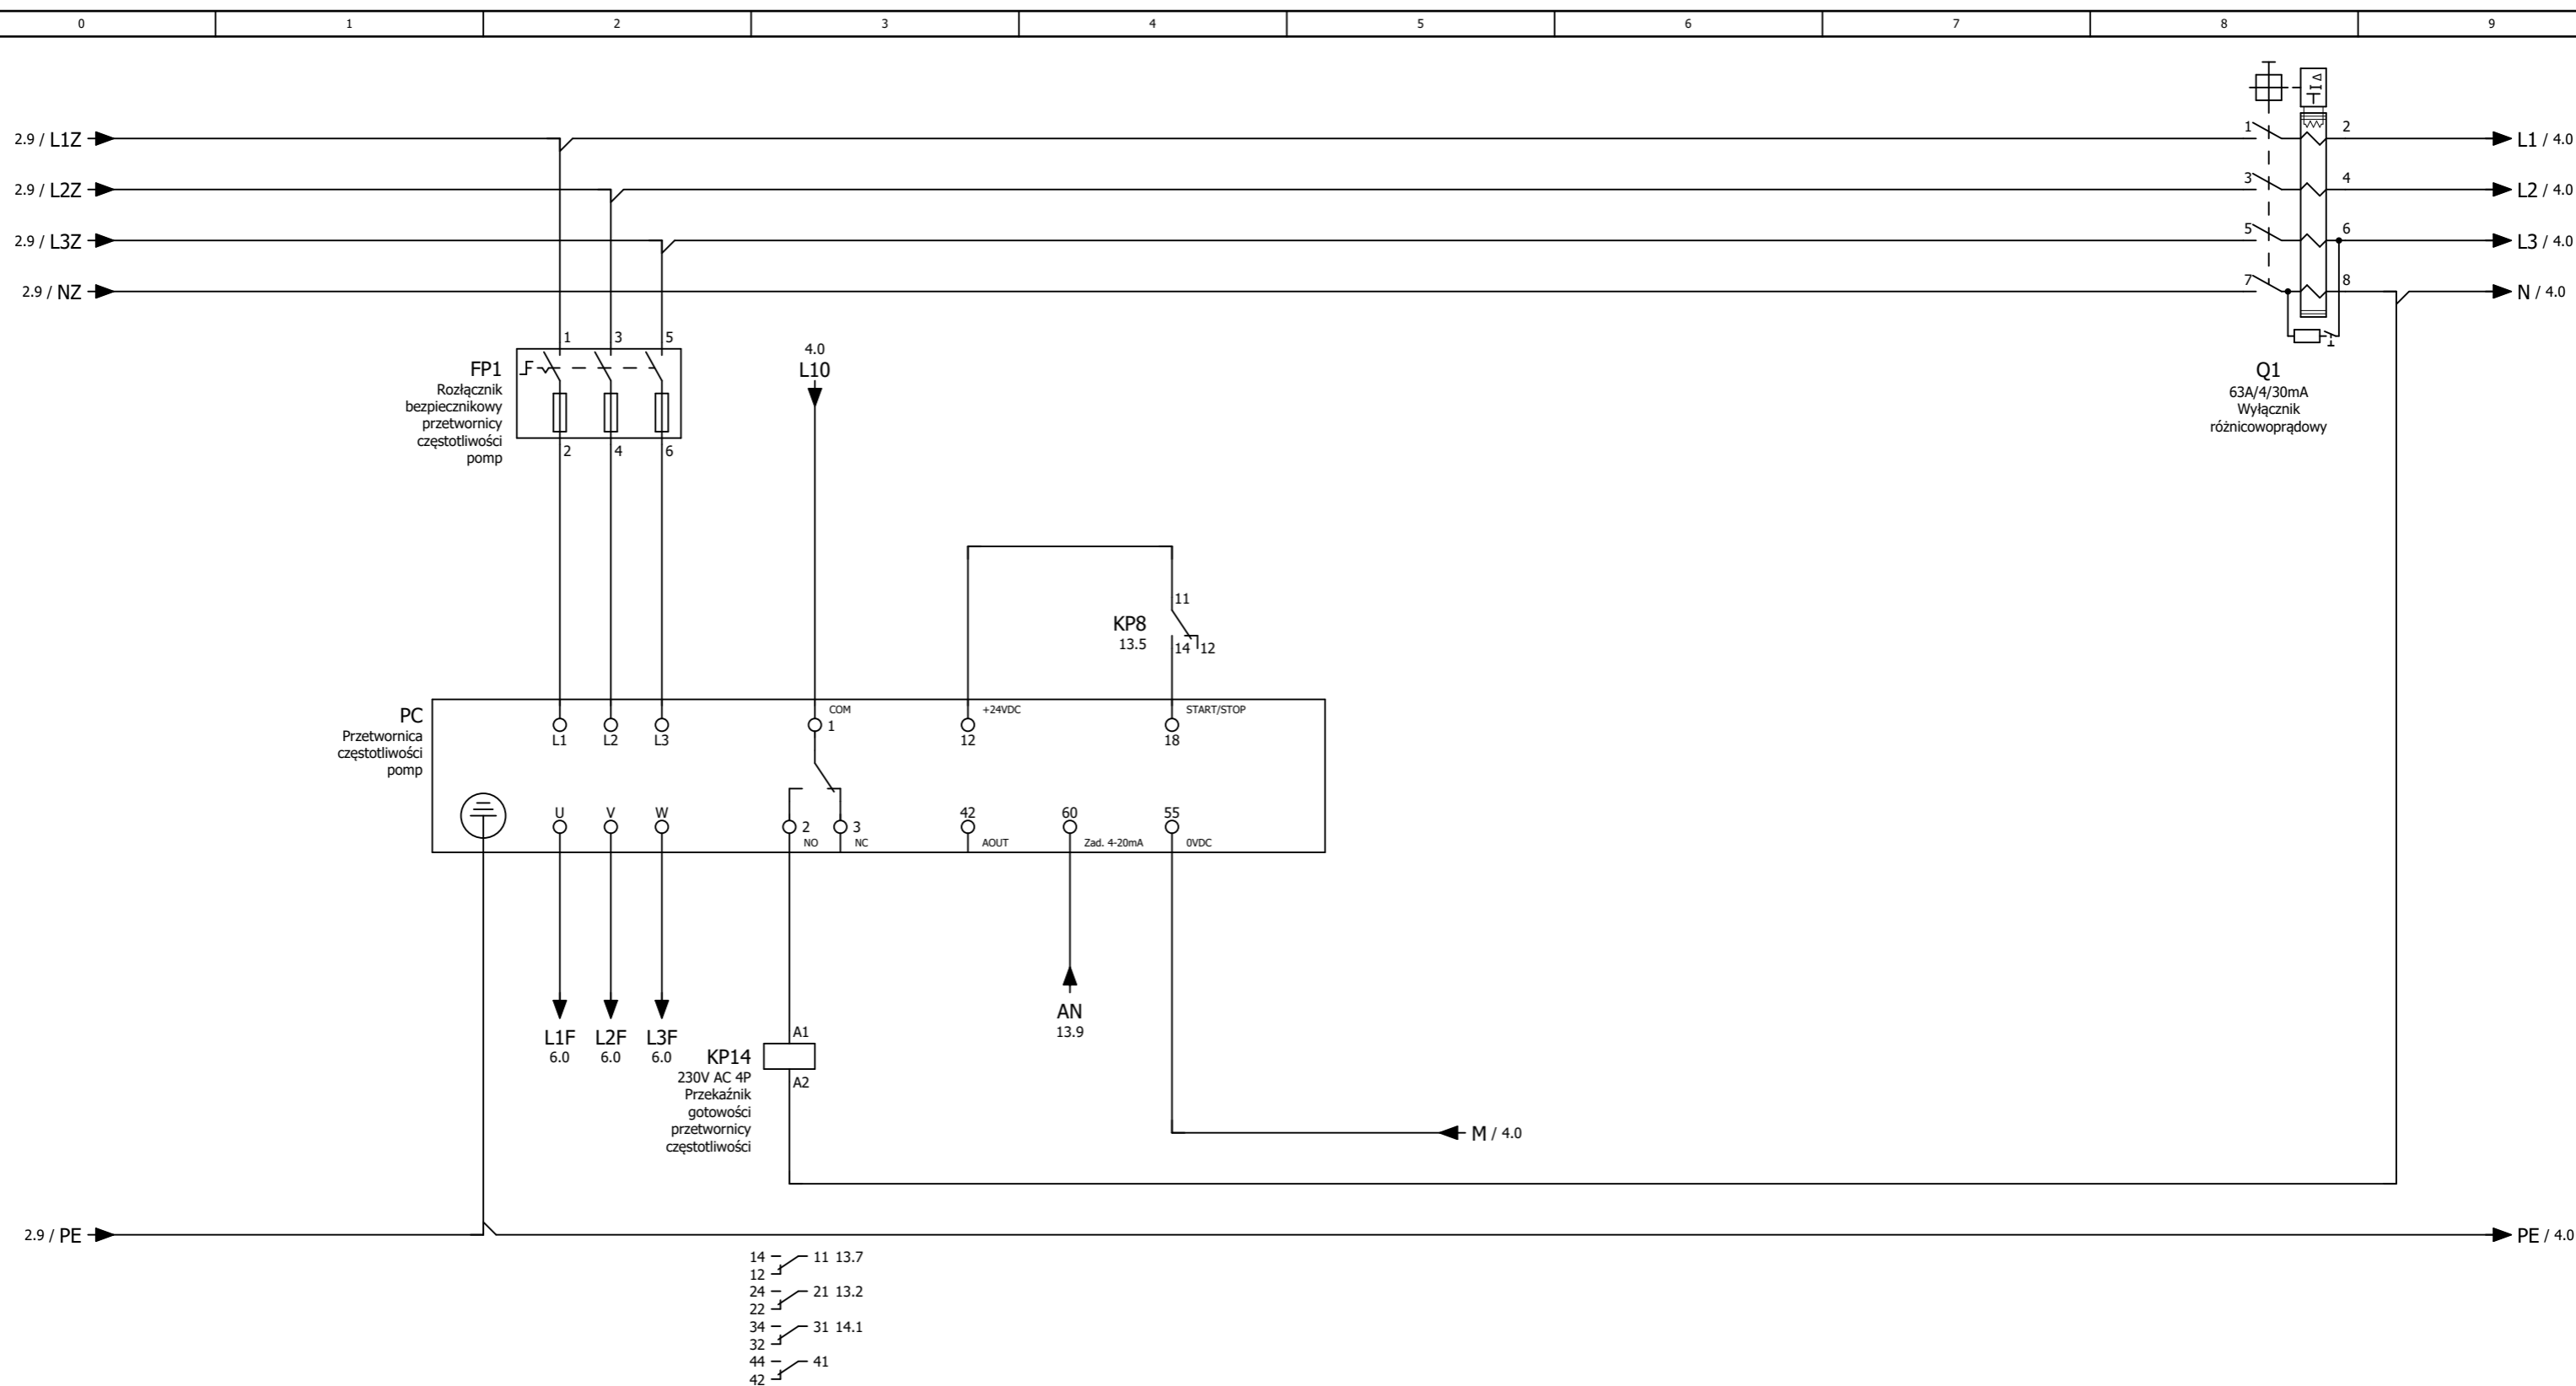 0 1 2 3 4 5 6 7 8 9
2.9 / L1Z
1
2
L1 / 4.0
2.9 / L2Z
3
4
L2 / 4.0
2.9 / L3Z
5
6
L3 / 4.0
2.9 / NZ
7
8
N / 4.0
Q1
63A/4/30mA
Wyłącznik
różnicowoprądowy
1 3 5
FP1
Rozłącznik
bezpiecznikowy
przetwornicy
częstotliwości
pomp
2 4 6
4.0
L10
11
KP8
13.5
14 12
PC
Przetwornica
częstotliwości
pomp
COM
+24VDC
START/STOP
L1 L2 L3 1 12 18
U V W 2 3 42 60 55
NO NC AOUT Zad. 4-20mA 0VDC
L1F L2F L3F
6.0 6.0 6.0
A1
KP14
230V AC 4P
Przekaźnik
gotowości
przetwornicy
częstotliwości
A2
AN
13.9
M / 4.0
2.9 / PE
PE / 4.0
14 11 13.7
12
24 21 13.2
22
34 31 14.1
32
44 41
42